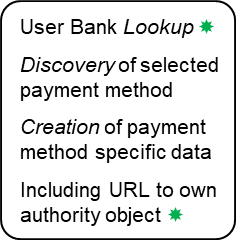 User Bank Lookup ✷
Discovery of selected
payment method
Creation of payment
method specific data
Including URL to own
authority object ✷